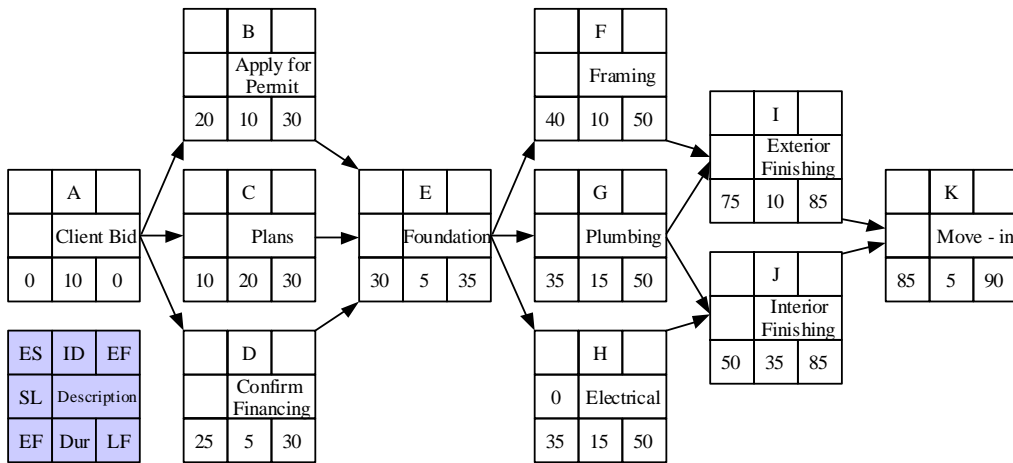 A
Client Bid
0 10 0
B
Apply for
Permit
20 10 30
C
Plans
10 20 30
D
Confirm
Financing
25 5 30
E
Foundation
30 5 35
F
Framing
40 10 50
G
Plumbing
35 15 50
H
0 Electrical
35 15 50
I
Exterior
Finishing
75 10 85
J
Interior
Finishing
50 35 85
K
Move - in
85 5 90
ES ID EF
SL Description
EF Dur LF